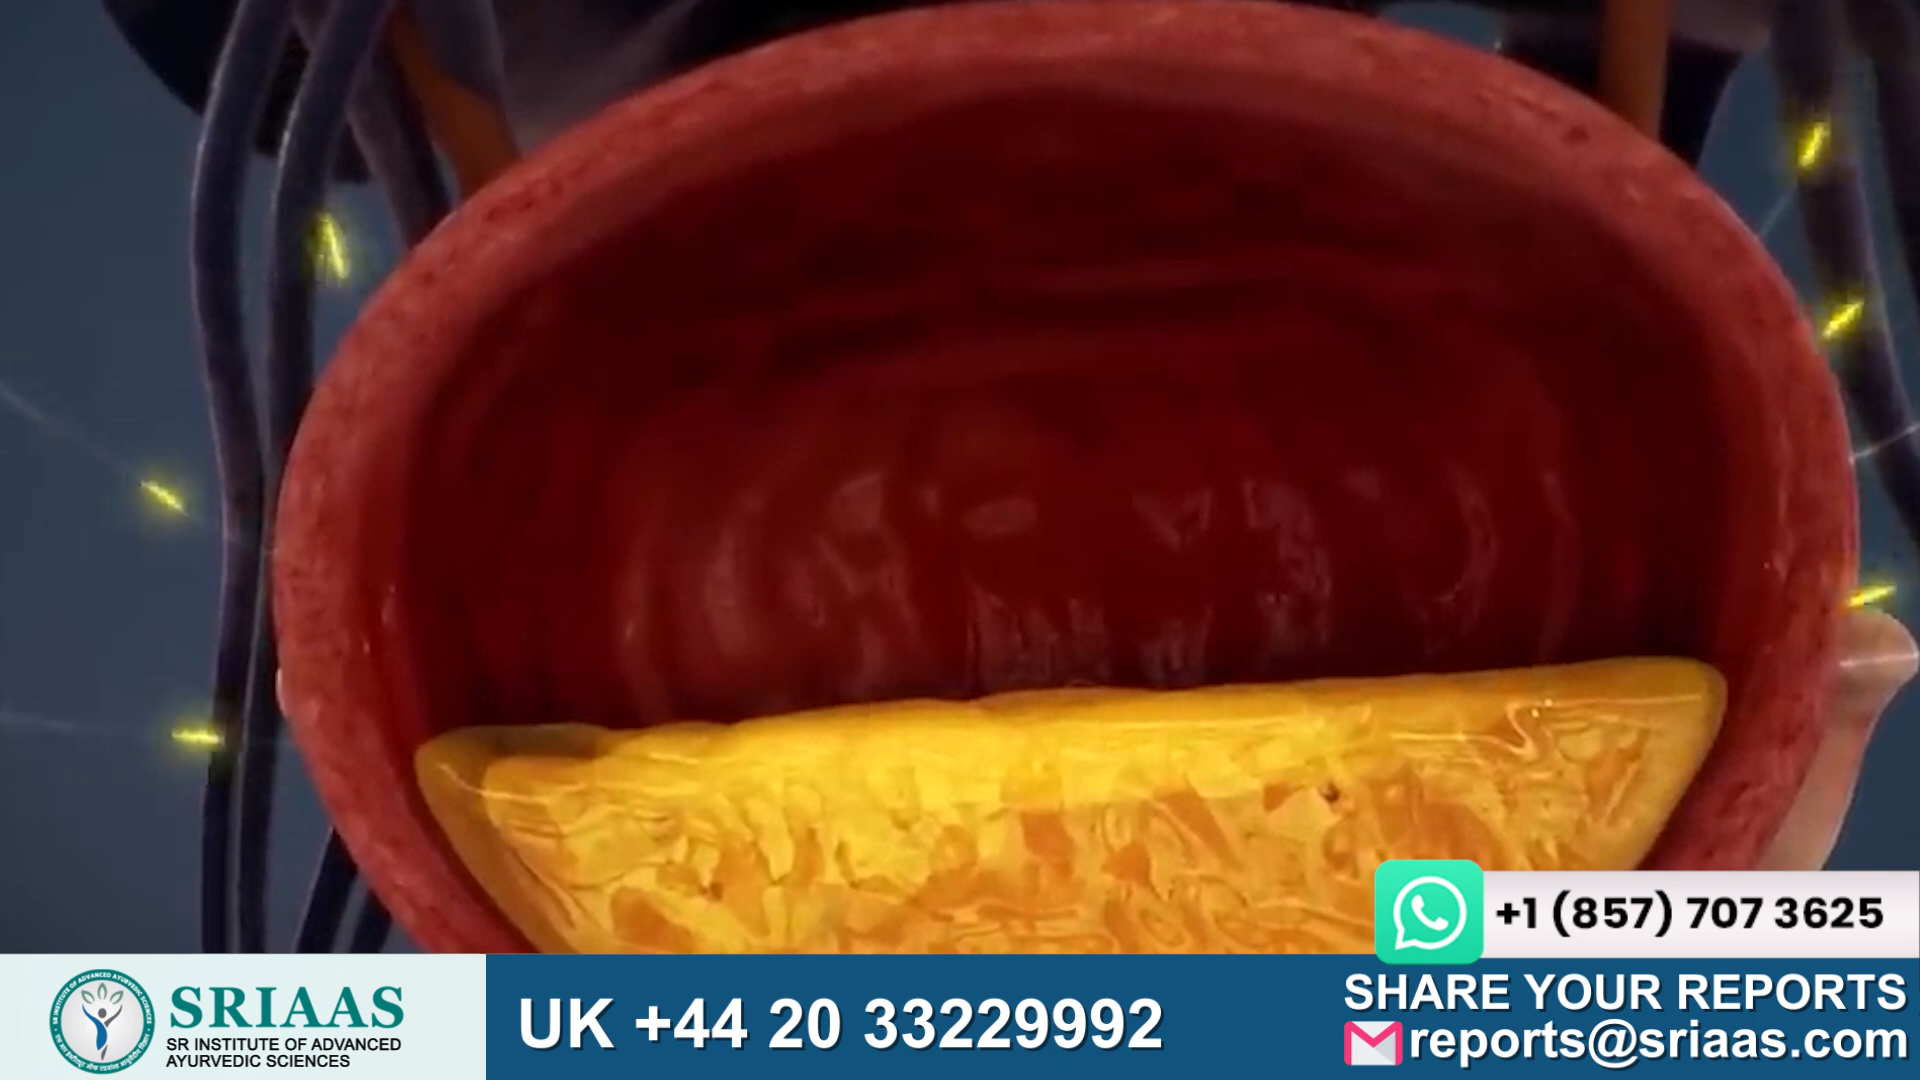 +1 (857) 707 3625
SRIAAS
SR INSTITUTE OF ADVANCED
AYURVEDIC SCIENCES
UK +44 20 33229992
SHARE YOUR REPORTS
reports@sriaas.com